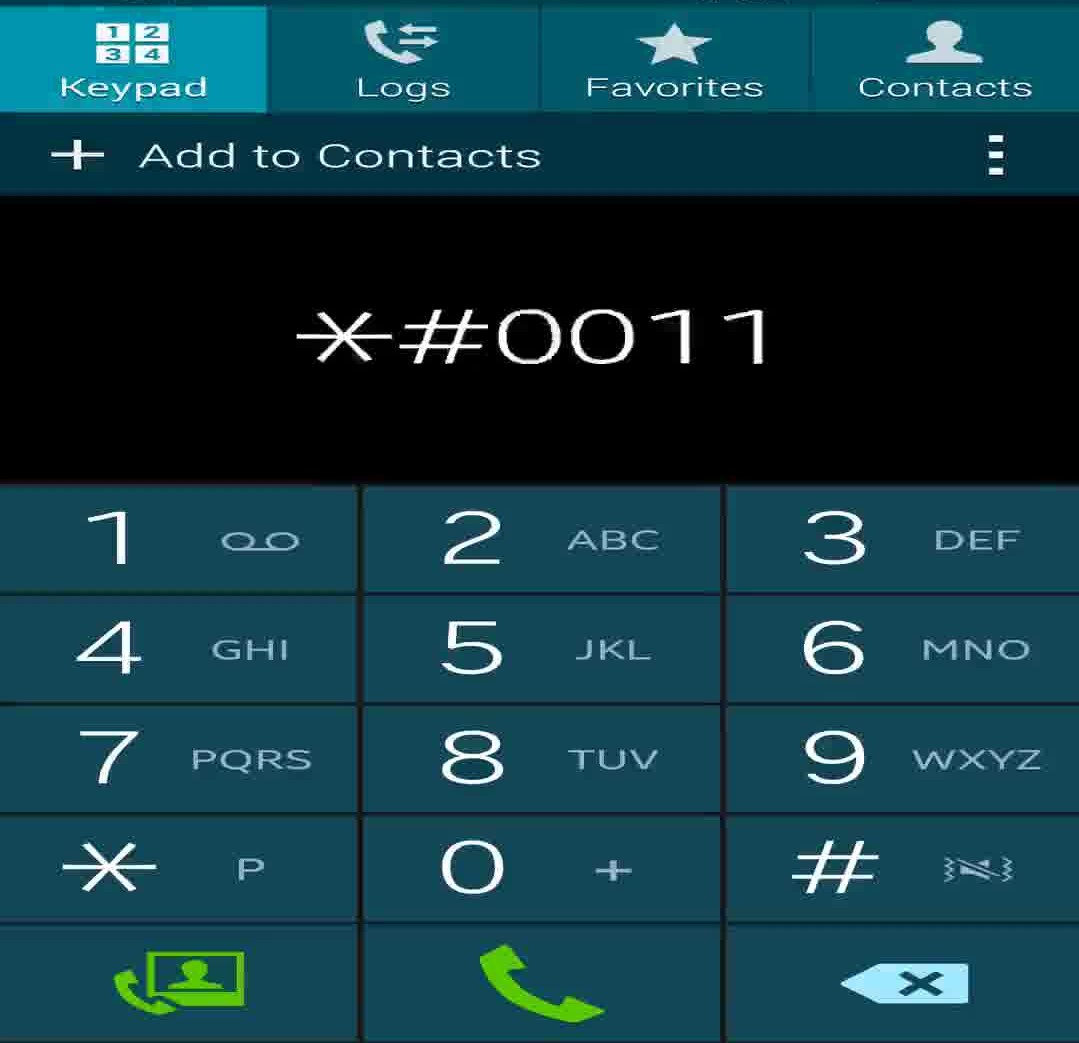 1 2
3 4
Keypad Logs Favorites Contacts
+ Add to Contacts
*#0011
1 2 ABC 3 DEF
4 GHI 5 JKL 6 MNO
7 PQRS 8 TUV 9 WXYZ
* P 0 + #